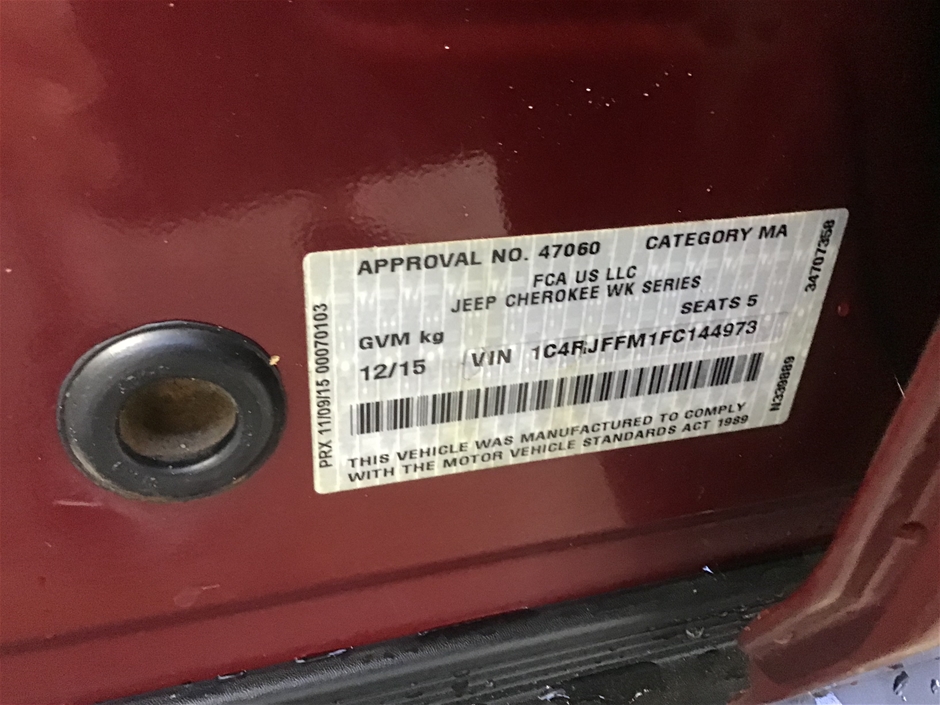 APPROVAL NO. 47060 CATEGORY MA
FCA US LLC
JEEP CHEROKEE WK SERIES
SEATS 5
GVM kg
12/15 VIN 1C4RJFFM1FC144973
THIS VEHICLE WAS MANUFACTURED TO COMPLY
WITH THE MOTOR VEHICLE STANDARDS ACT 1989
PRX 11/09/15 00070103
34707358
N339889